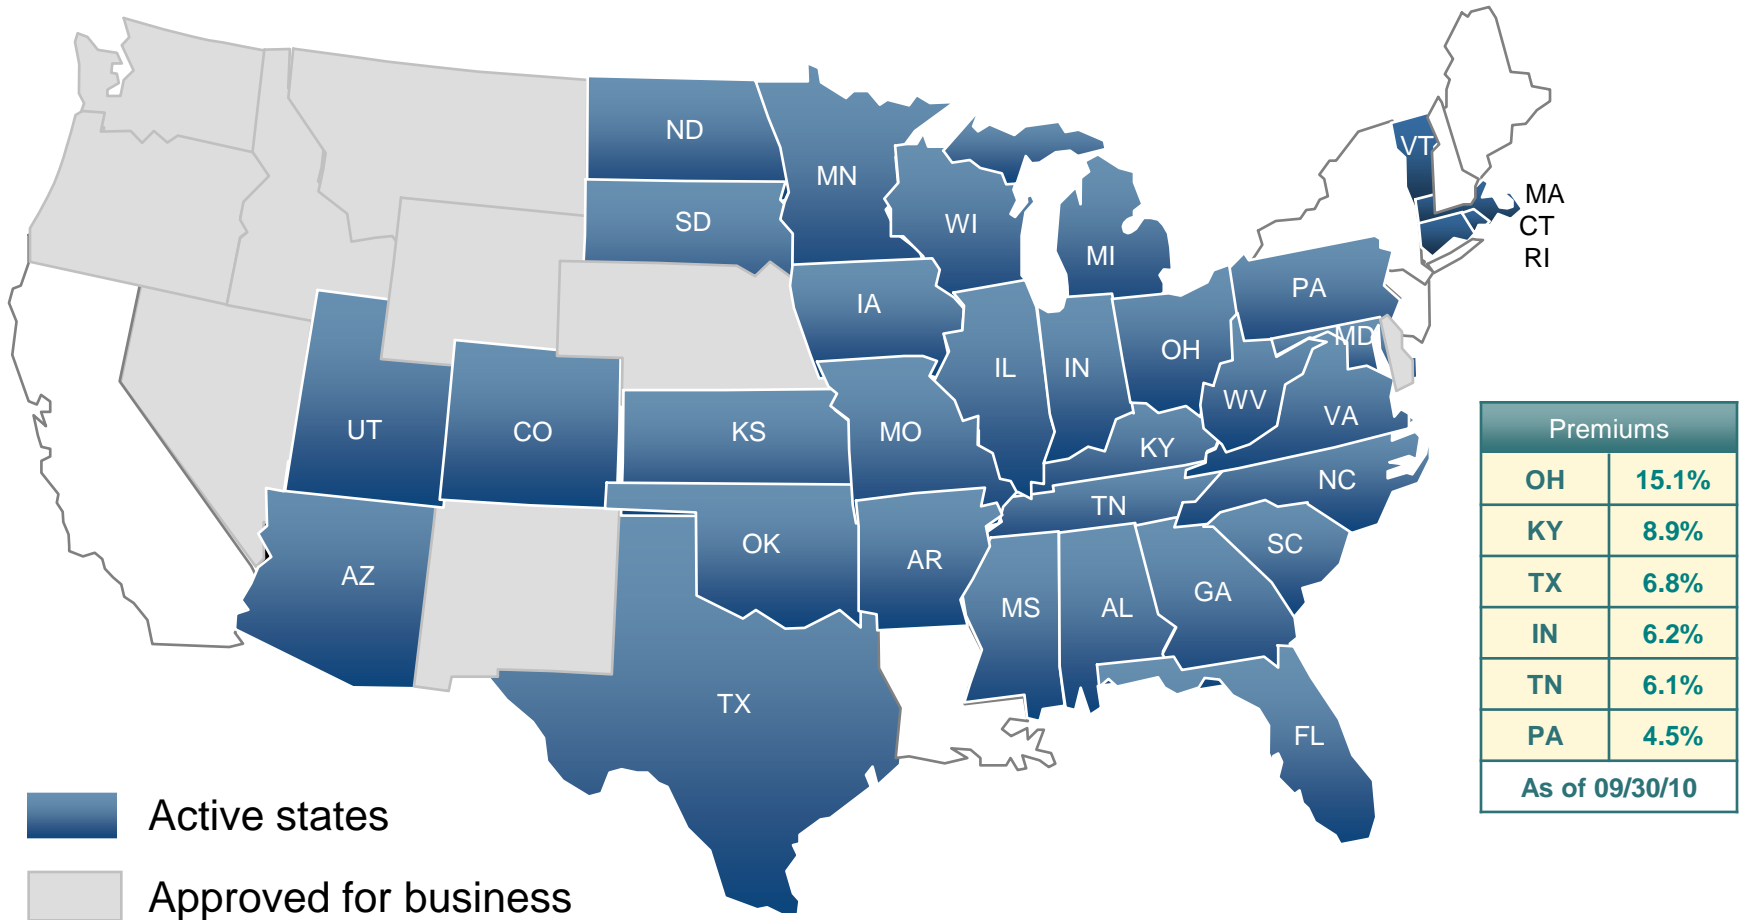 ND
MN
VT
SD
WI
MI
MA
CT
RI
IA
PA
IL
IN
OH
MD
UT
CO
KS
MO
WV
VA
KY
NC
TN
AZ
OK
AR
SC
MS
AL
GA
TX
FL
Premiums
OH 15.1%
KY 8.9%
TX 6.8%
IN 6.2%
TN 6.1%
PA 4.5%
As of 09/30/10
Active states
Approved for business